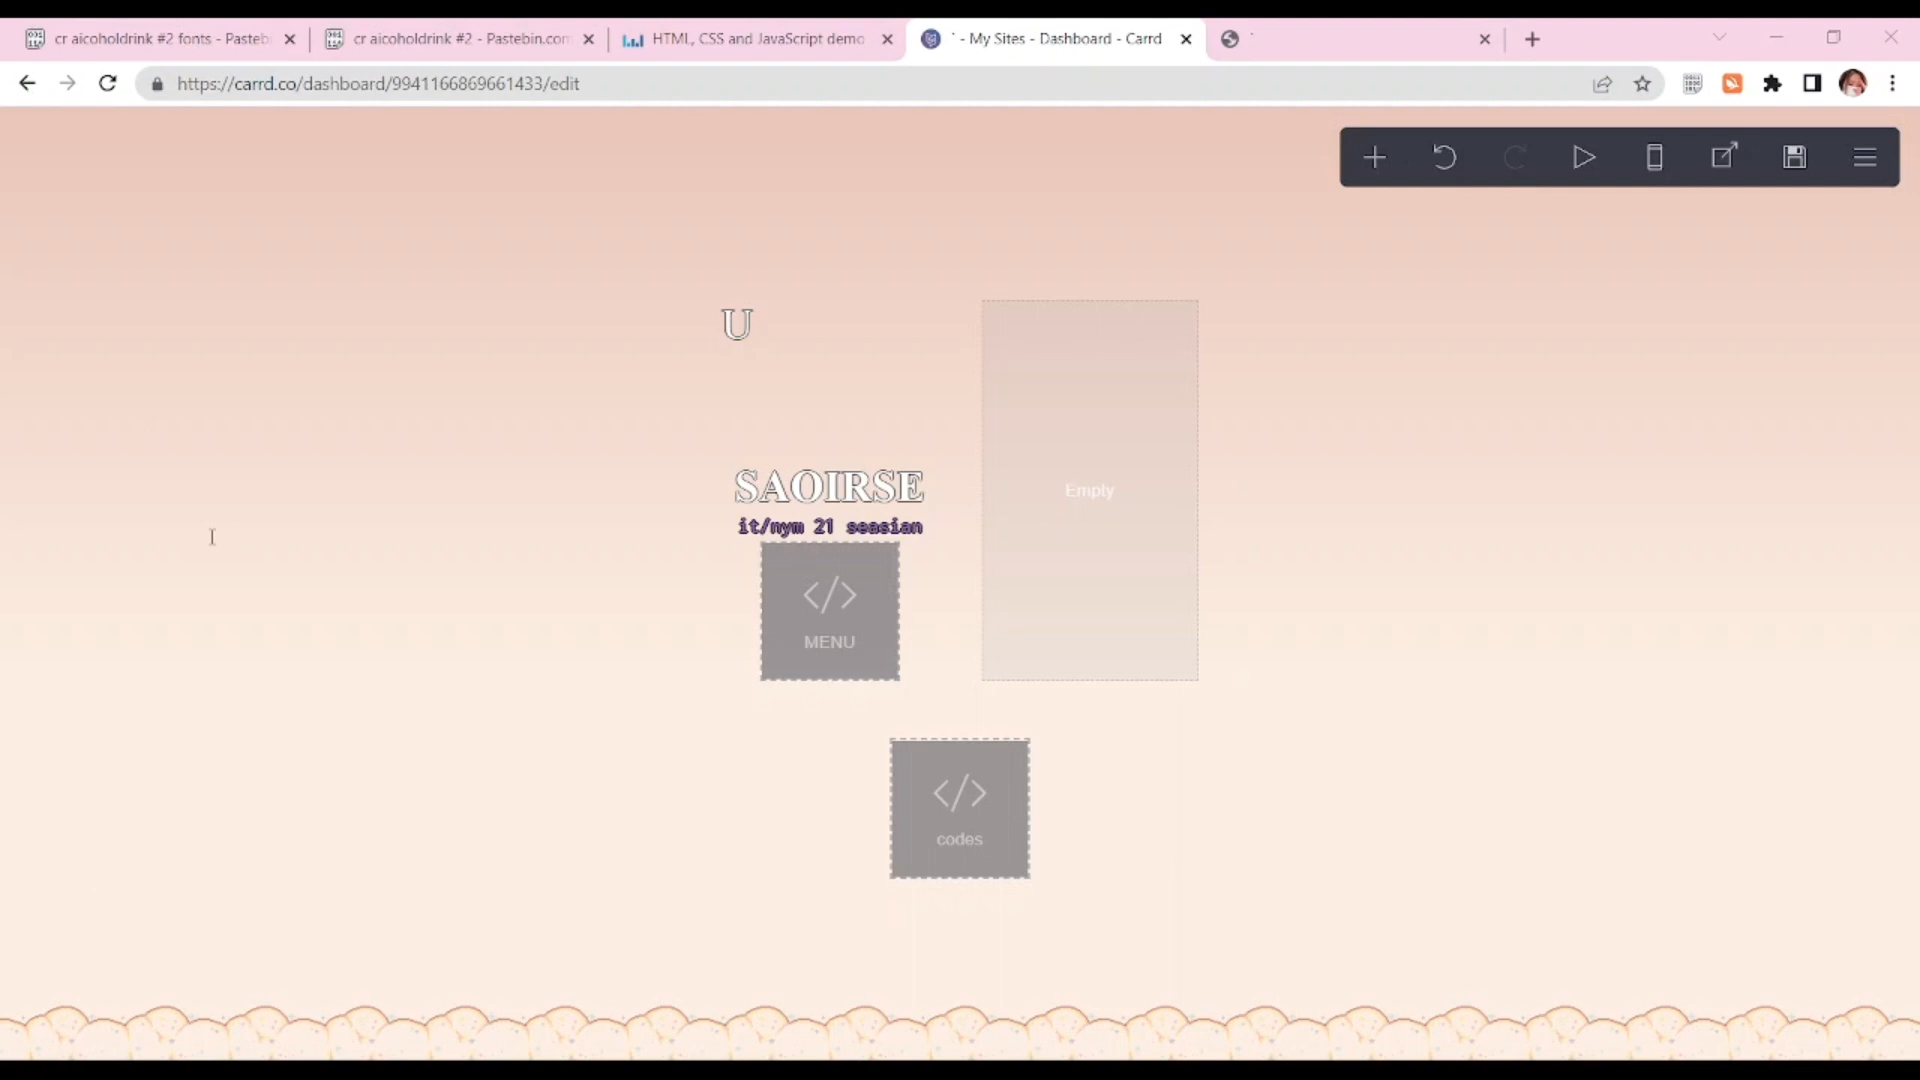 cr aicoholdrink #2 fonts - Pasteb
cr aicoholdrink #2 - Pastebin.com
HTML, CSS and JavaScript demo
` - My Sites - Dashboard - Carrd
https://carrd.co/dashboard/9941166869661433/edit
U
Empty
SAOIRSE
it/nym 21 seasian
</>
MENU
</>
codes